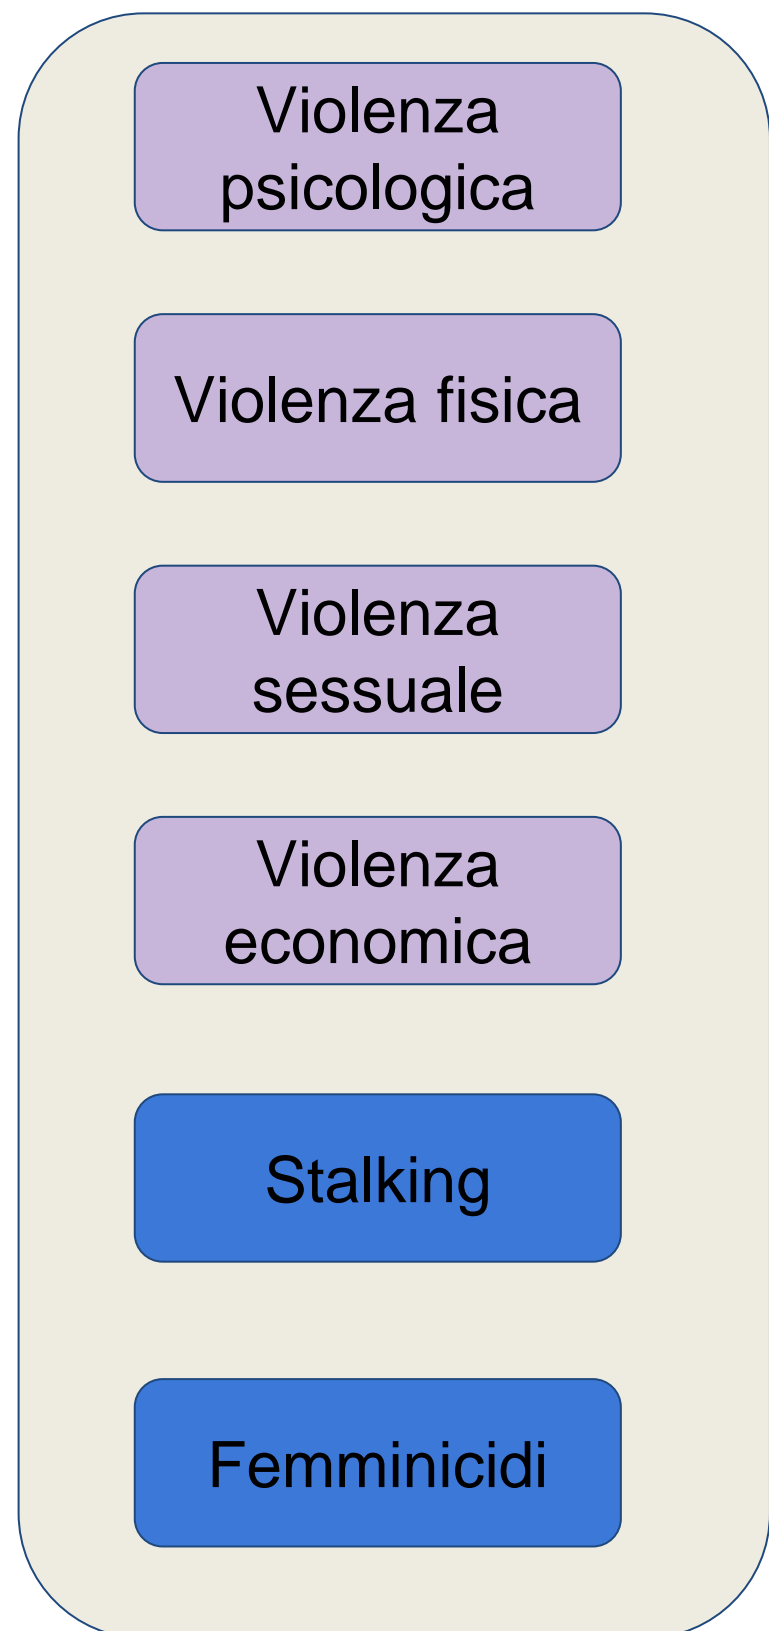 Violenza
psicologica
Violenza fisica
Violenza
sessuale
Violenza
economica
Stalking
Femminicidi